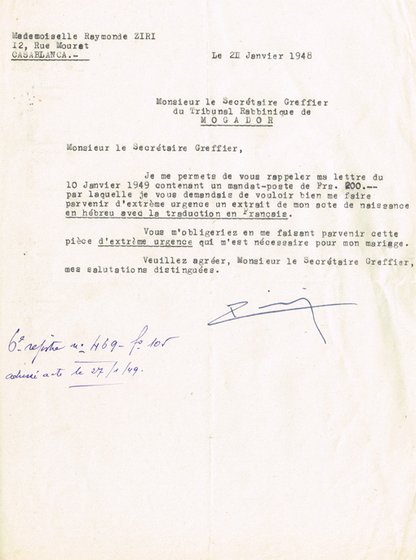 Mademoiselle Raymonde ZIRI
12, Rue Mouret
CASABLANCA.-
Le 2II Janvier 1948
Monsieur le Secrétaire Greffier
du Tribunal Rabbinique de
MOGADOR
Monsieur le Secrétaire Greffier,
Je me permets de vous rappeler ma lettre du
10 Janvier 1949 contenant un mandat-poste de Frs. 200.--
par laquelle je vous demandais de vouloir bien me faire
parvenir d'extrème urgence un extrait de mon acte de naissance
en hébreu avec la traduction en Français.
Vous m'obligeriez en me faisant parvenir cette
pièce d'extrême urgence qui m'est nécessaire pour mon mariage.
Veuillez agréer, Monsieur le Secrétaire Greffier,
mes salutations distinguées.
Ziri
6e registre no 469- fo 105
adressé acte le 27/1/49.